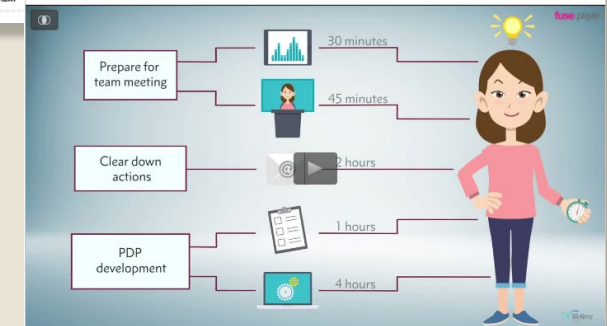 fuse player
30 minutes
Prepare for
team meeting
45 minutes
Clear down
actions
@
2 hours
1 hours
PDP
development
4 hours
lifetime